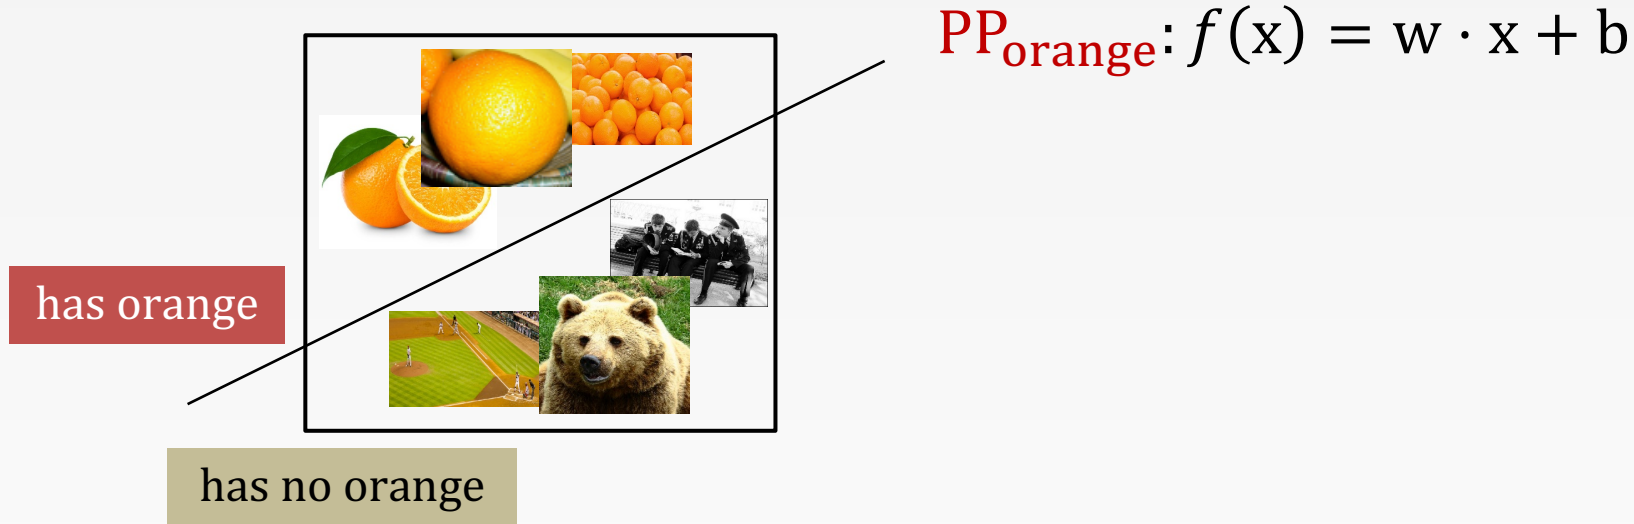 PPorange: f(x) = w · x + b
has orange
has no orange